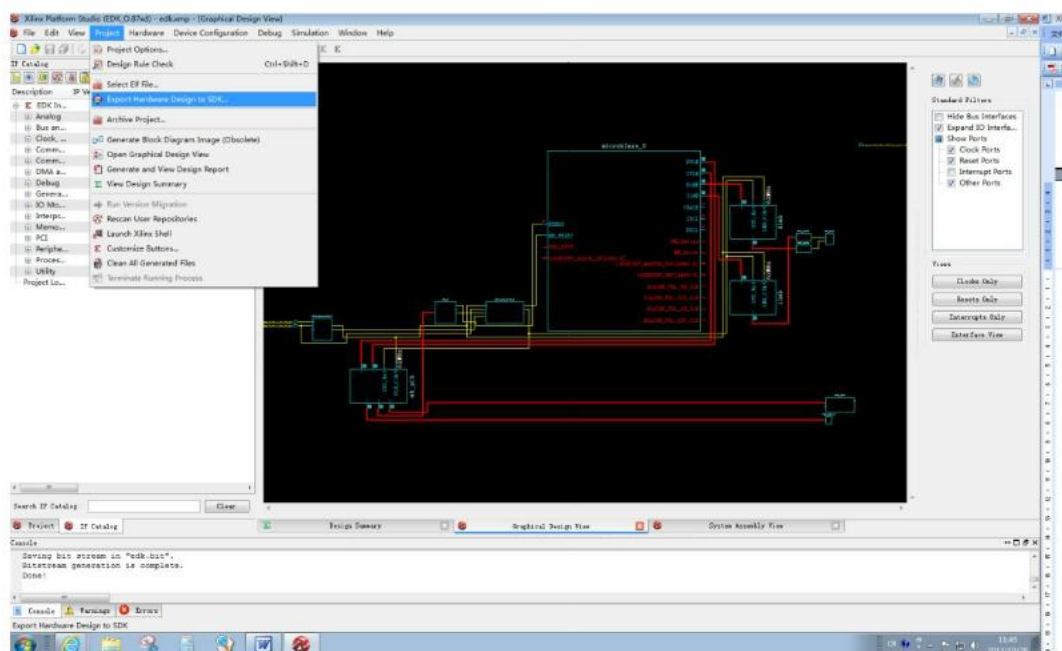 Xilinx Platform Studio (EDK_O.87xd) - edk.xmp - [Graphical Design View]
File Edit View Project Hardware Device Configuration Debug Simulation Window Help
Project Options...
Design Rule Check Ctrl+Shift+D
Select Elf File...
Export Hardware Design to SDK...
Archive Project...
Generate Block Diagram Image (Obsolete)
Open Graphical Design View
Generate and View Design Report
View Design Summary
Run Version Migration
Rescan User Repositories
Launch Xilinx Shell
Customize Buttons...
Clean All Generated Files
Terminate Running Process
IP Catalog
Description IP Ve
EDK In...
Analog
Bus an...
Clock, ...
Comm...
Comm...
DMA a...
Debug
Genera...
IO Mo...
Interpr...
Memo...
PCI
Periphe...
Proces...
Utility
Project Lo...
microblaze_0
Standard Filters
Hide Bus Interfaces
Expand IO Interfa...
Show Ports
Clock Ports
Reset Ports
Interrupt Ports
Other Ports
Views
Clocks Only
Resets Only
Interrupts Only
Interface View
Search IP Catalog
Clear
Project IP Catalog
Design Summary
Graphical Design View
System Assembly View
Console
Saving bit stream in "edk.bit".
Bitstream generation is complete.
Done!
Console Warnings Errors
Export Hardware Design to SDK
11:45